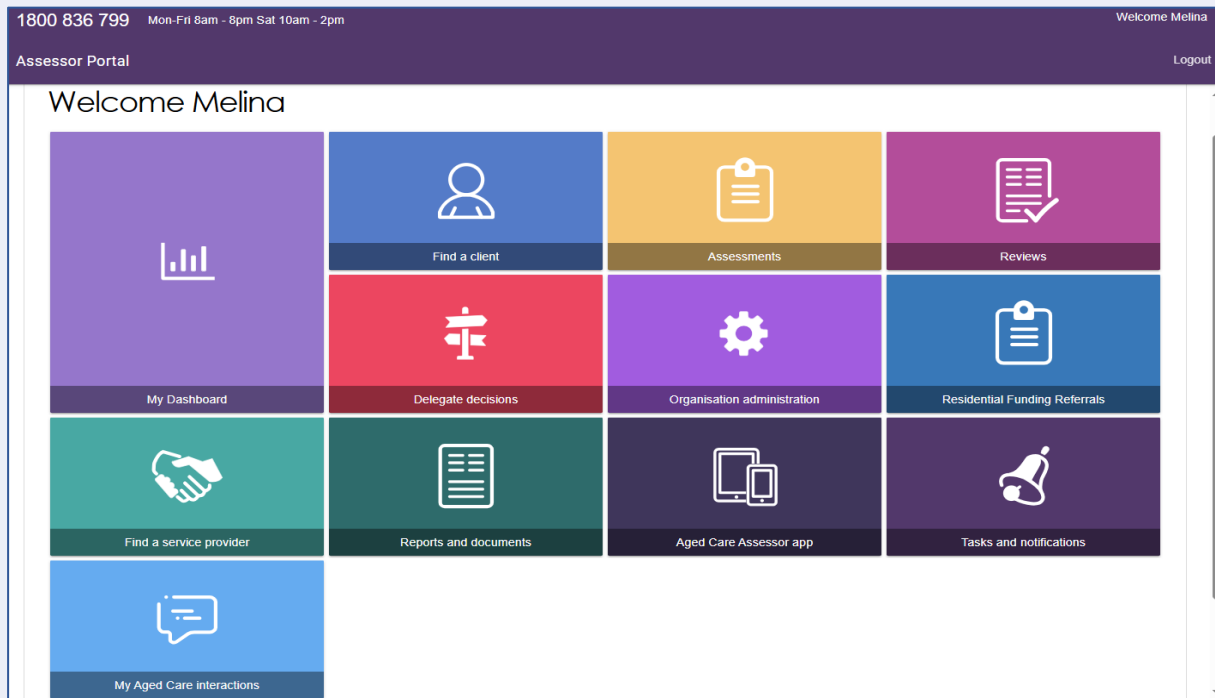 1800 836 799 Mon-Fri 8am - 8pm Sat 10am - 2pm
Welcome Melina
Assessor Portal
Logout
Welcome Melina
My Dashboard
Find a client
Assessments
Reviews
Delegate decisions
Organisation administration
Residential Funding Referrals
Find a service provider
Reports and documents
Aged Care Assessor app
Tasks and notifications
My Aged Care interactions